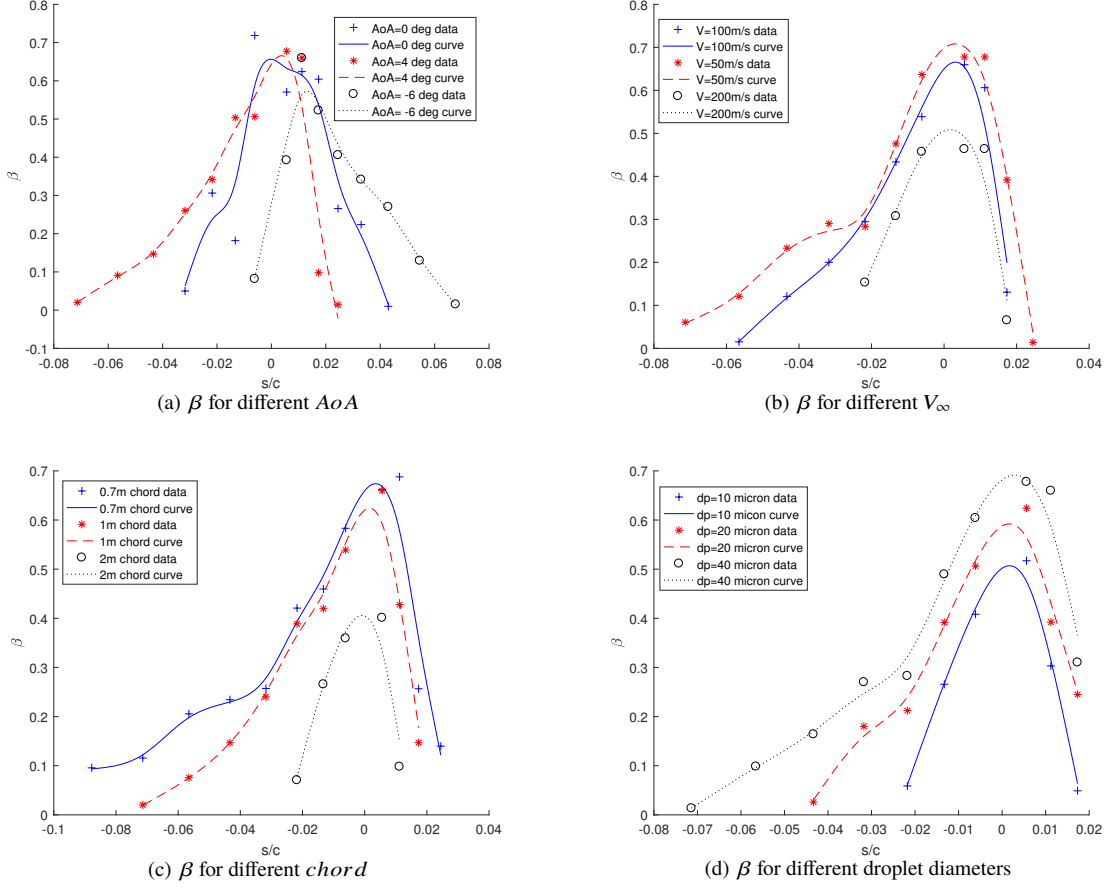 0.8
0.7
0.6
0.5
0.4
0.3
0.2
0.1
0
-0.1
β
-0.08
-0.06
-0.04
-0.02
0
0.02
0.04
0.06
0.08
s/c
AoA=0 deg data
AoA=0 deg curve
AoA=4 deg data
AoA=4 deg curve
AoA= -6 deg data
AoA= -6 deg curve
(a) β for different AoA
0.8
0.7
0.6
0.5
0.4
0.3
0.2
0.1
0
β
-0.08
-0.06
-0.04
-0.02
0
0.02
0.04
s/c
V=100m/s data
V=100m/s curve
V=50m/s data
V=50m/s curve
V=200m/s data
V=200m/s curve
(b) β for different V∞
0.7
0.6
0.5
0.4
0.3
0.2
0.1
0
β
-0.1
-0.08
-0.06
-0.04
-0.02
0
0.02
0.04
s/c
0.7m chord data
0.7m chord curve
1m chord data
1m chord curve
2m chord data
2m chord curve
(c) β for different chord
0.7
0.6
0.5
0.4
0.3
0.2
0.1
0
β
-0.08
-0.07
-0.06
-0.05
-0.04
-0.03
-0.02
-0.01
0
0.01
0.02
s/c
dp=10 micron data
dp=10 micon curve
dp=20 micron data
dp=20 micron curve
dp=40 micron data
dp=40 micron curve
(d) β for different droplet diameters